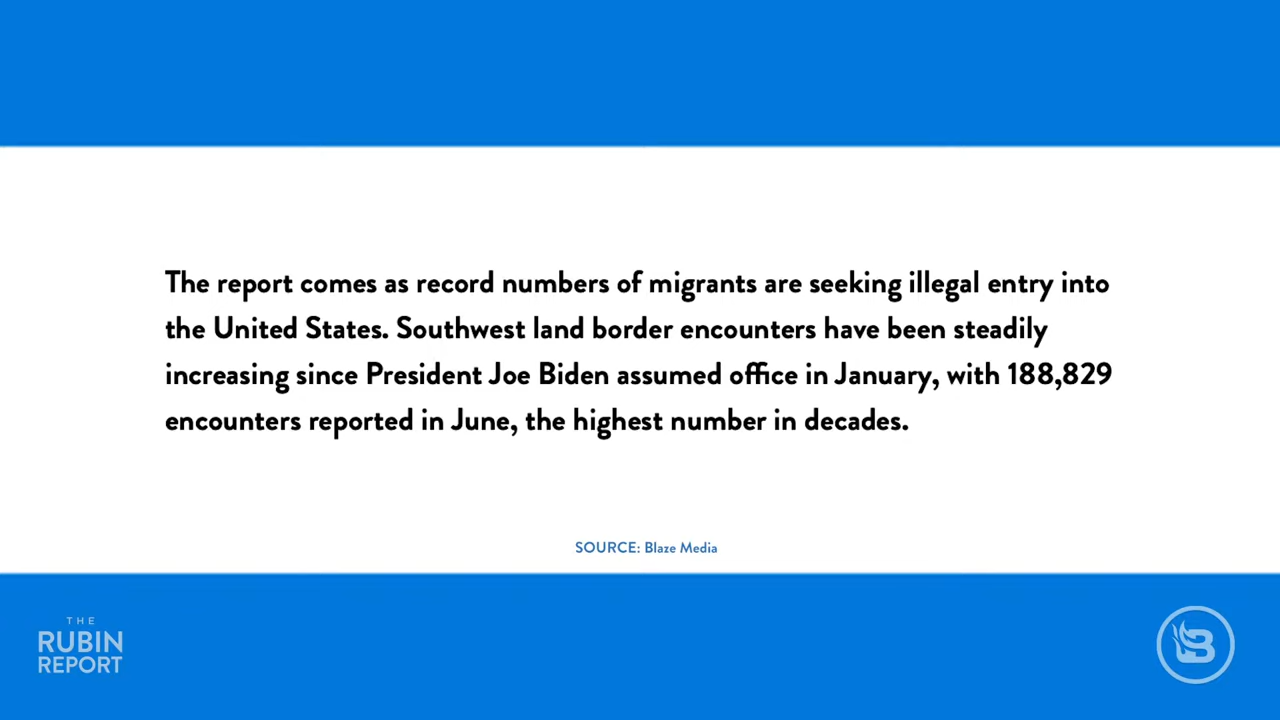 The report comes as record numbers of migrants are seeking illegal entry into
the United States. Southwest land border encounters have been steadily
increasing since President Joe Biden assumed office in January, with 188,829
encounters reported in June, the highest number in decades.
SOURCE: Blaze Media
THE
RUBIN
REPORT
B